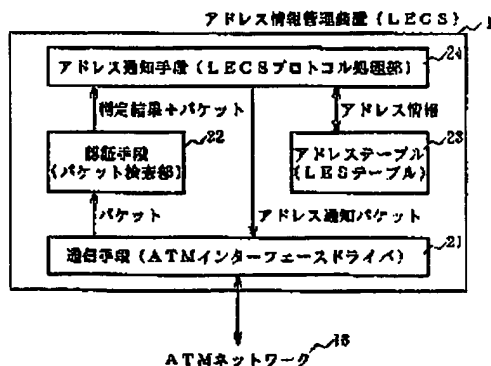 アドレス情報管理装置(LECS) 1
アドレス通知手段(LECSプロトコル処理部) 24
判定結果+パケット
22
アドレス情報
23
認証手段
(パケット検査部)
アドレステーブル
(LESテーブル)
パケット
アドレス通知パケット
21
通信手段(ATMインターフェースドライバ)
ATMネットワーク